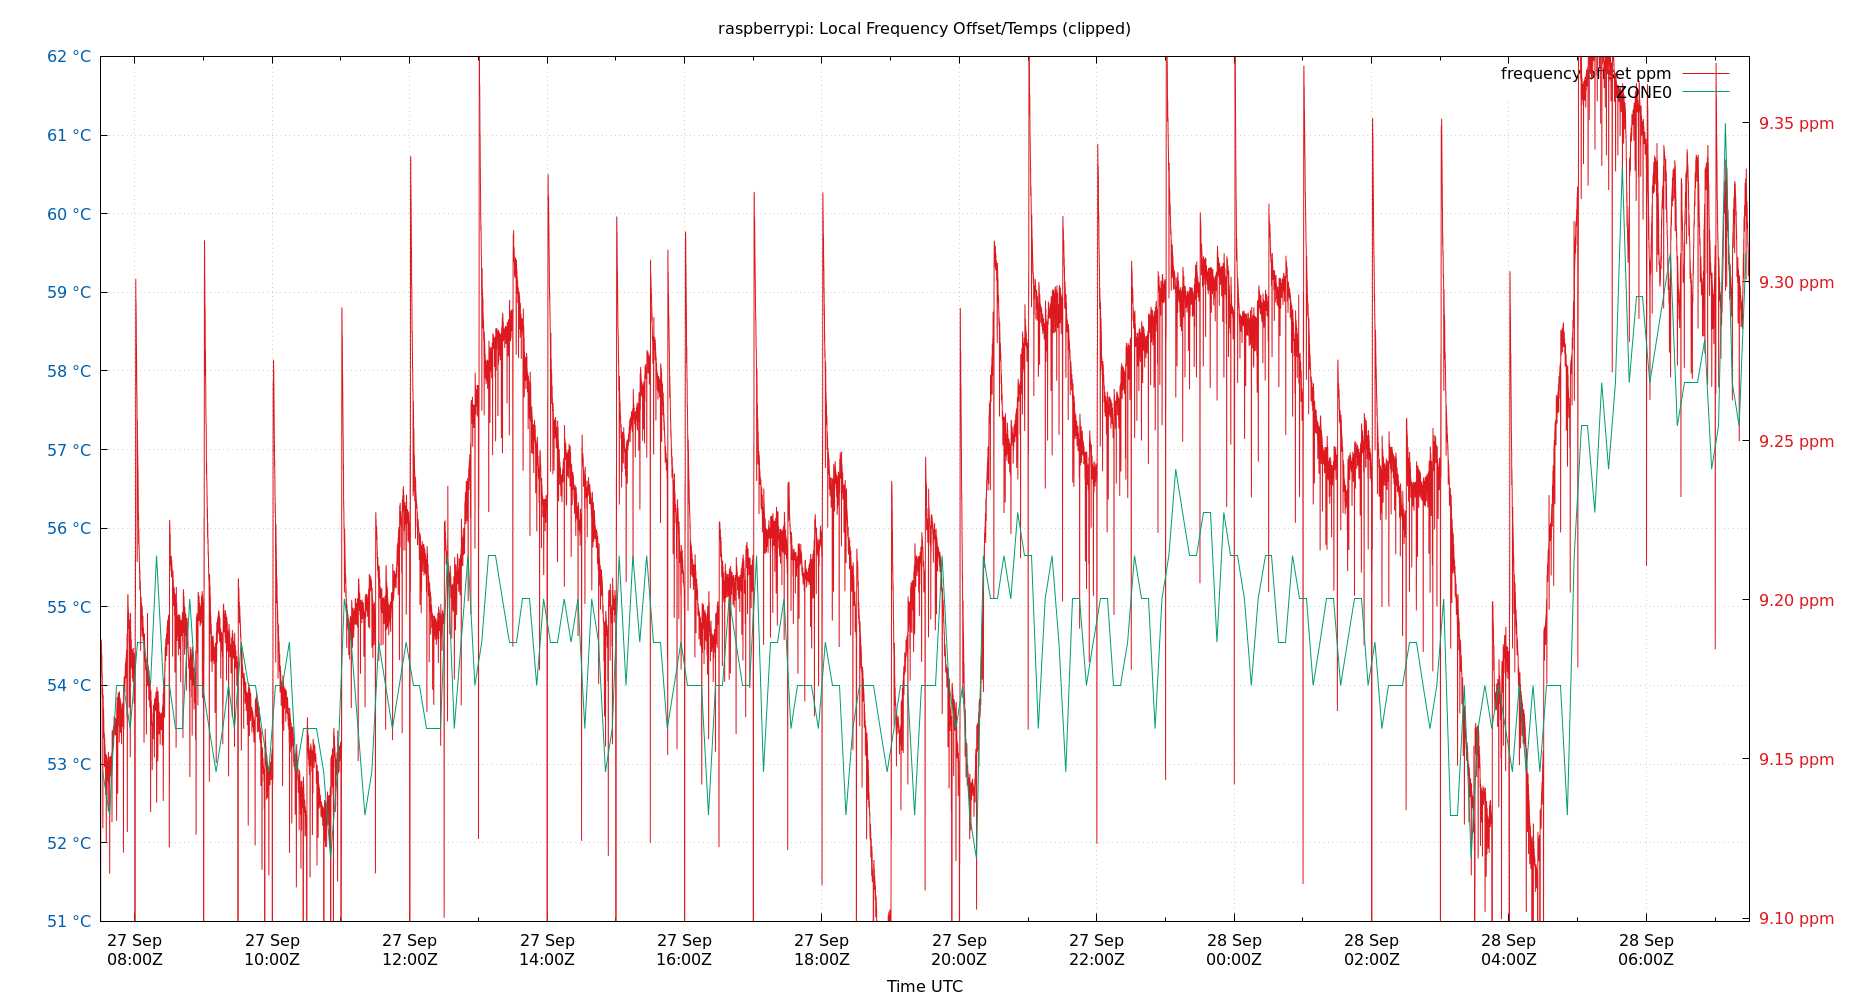 raspberrypi: Local Frequency Offset/Temps (clipped)
62 °C
61 °C
60 °C
59 °C
58 °C
57 °C
56 °C
55 °C
54 °C
53 °C
52 °C
51 °C
frequency offset ppm
ZONE0
9.35 ppm
9.30 ppm
9.25 ppm
9.20 ppm
9.15 ppm
9.10 ppm
27 Sep
08:00Z
27 Sep
10:00Z
27 Sep
12:00Z
27 Sep
14:00Z
27 Sep
16:00Z
27 Sep
18:00Z
27 Sep
20:00Z
27 Sep
22:00Z
28 Sep
00:00Z
28 Sep
02:00Z
28 Sep
04:00Z
28 Sep
06:00Z
Time UTC